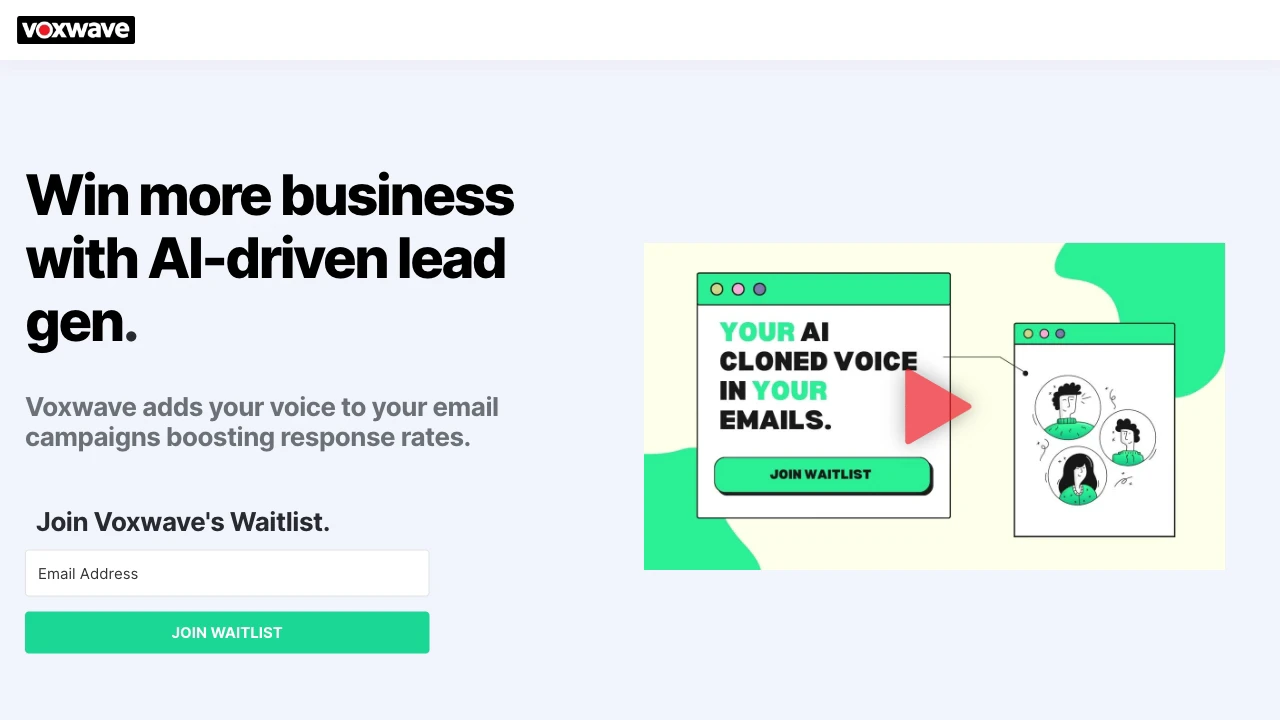 voxwave
Win more business
with AI-driven lead
gen.
Voxwave adds your voice to your email
campaigns boosting response rates.
Join Voxwave's Waitlist.
Email Address
JOIN WAITLIST
YOUR AI
CLONED VOICE
IN YOUR
EMAILS.
JOIN WAITLIST